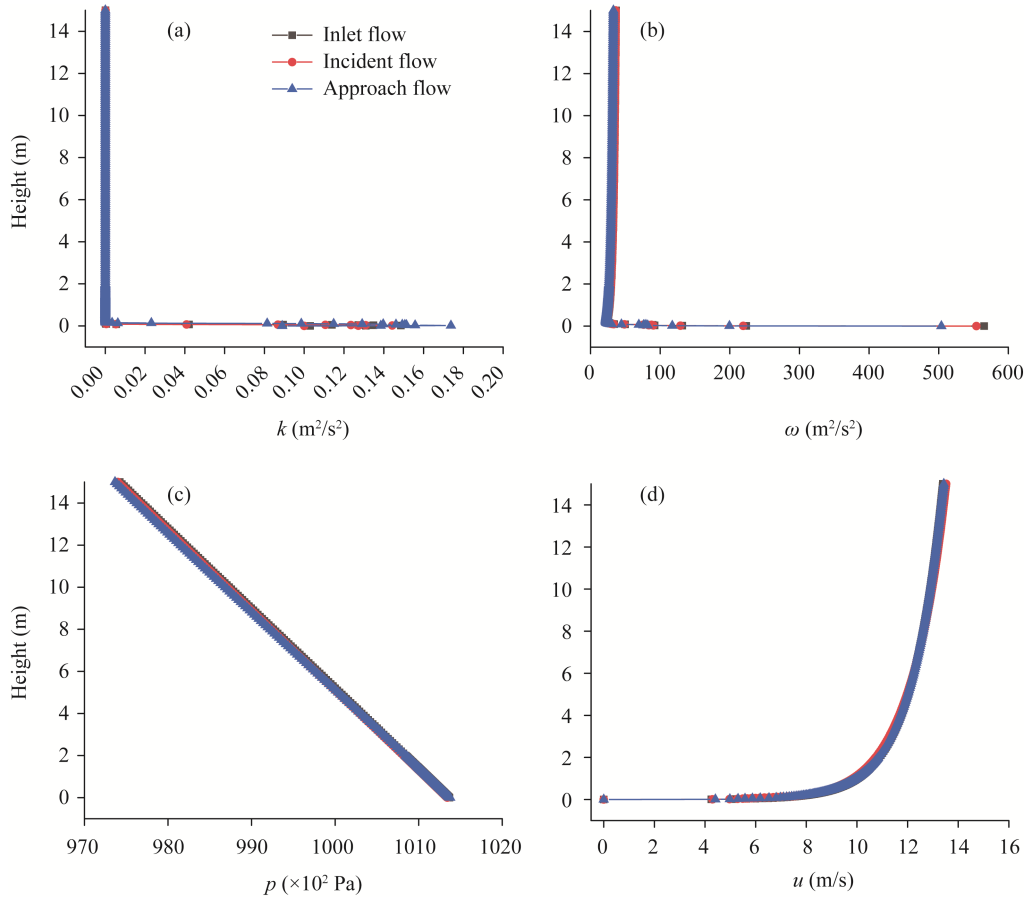 (a)
Inlet flow
Incident flow
Approach flow
Height (m)
14
12
10
8
6
4
2
0
0.00 0.02 0.04 0.06 0.08 0.10 0.12 0.14 0.16 0.18 0.20
k (m²/s²)
(b)
14
12
10
8
6
4
2
0
0 100 200 300 400 500 600
ω (m²/s²)
(c)
Height (m)
14
12
10
8
6
4
2
0
970 980 990 1000 1010 1020
p (×10² Pa)
(d)
14
12
10
8
6
4
2
0
0 2 4 6 8 10 12 14 16
u (m/s)